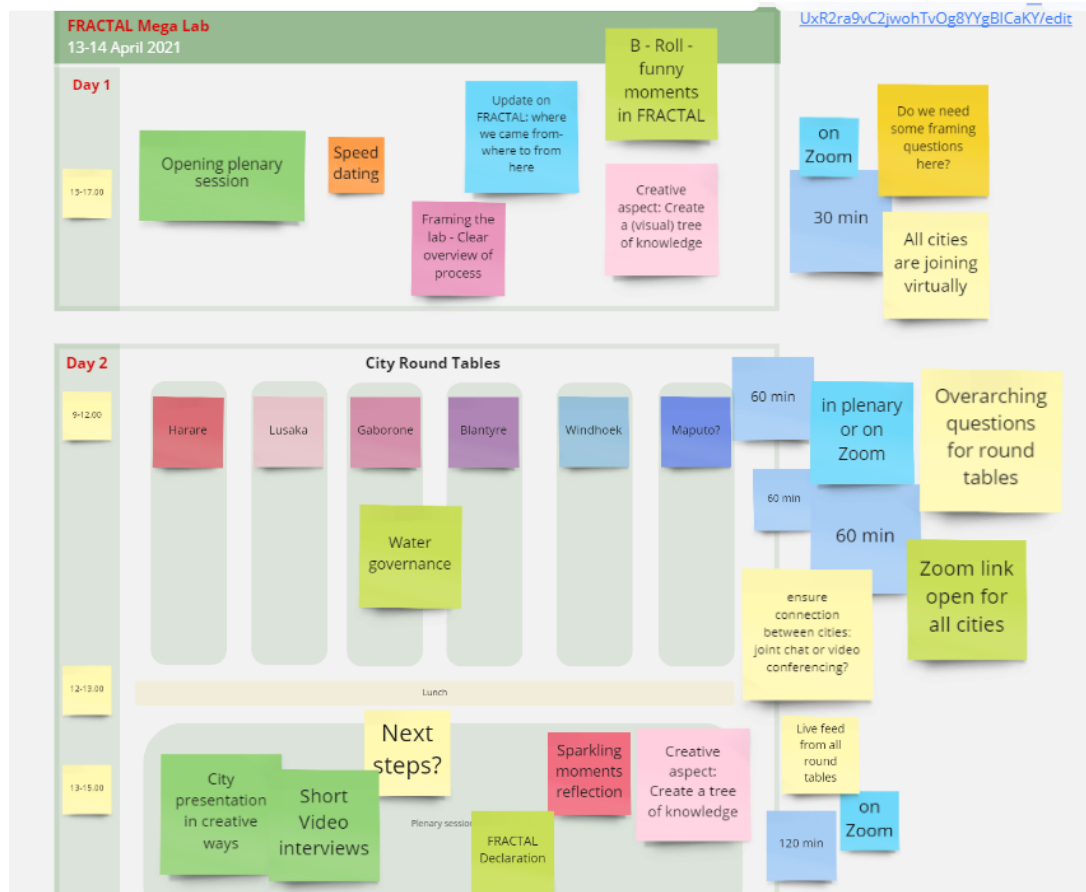 UxR2ra9vC2jwohTvOg8YYgBICaKY/edit
FRACTAL Mega Lab
13-14 April 2021
Day 1
15-17.00
Opening plenary
session
Speed
dating
Update on
FRACTAL: where
we came from-
where to from
here
Framing the
lab - Clear
overview of
process
B - Roll -
funny
moments
in FRACTAL
Creative
aspect: Create
a (visual) tree
of knowledge
on
Zoom
30 min
Do we need
some framing
questions
here?
All cities
are joining
virtually
Day 2
City Round Tables
9-12.00
Harare
Lusaka
Gaborone
Blantyre
Windhoek
Maputo?
Water
governance
60 min
in plenary
or on
Zoom
Overarching
questions
for round
tables
60 min
60 min
Zoom link
open for
all cities
ensure
connection
between cities:
joint chat or video
conferencing?
12-13.00
Lunch
13-15.00
City
presentation
in creative
ways
Short
Video
interviews
Next
steps?
Plenary sessio
FRACTAL
Declaration
Sparkling
moments
reflection
Creative
aspect:
Create a tree
of knowledge
Live feed
from all
round
tables
on
Zoom
120 min